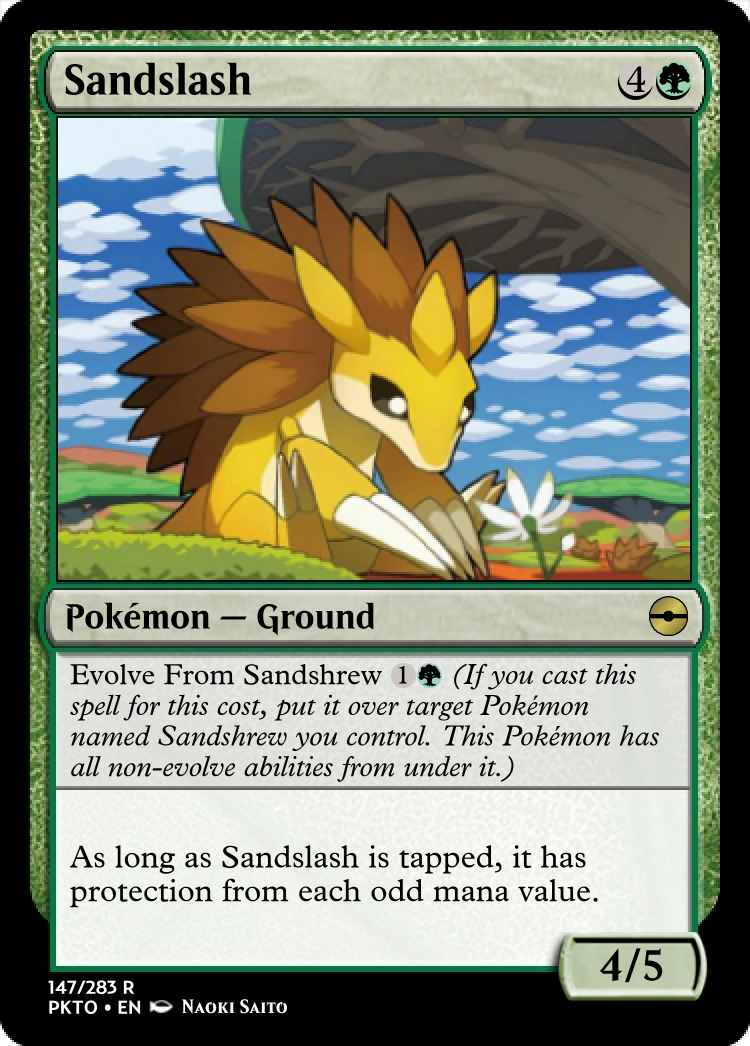 Sandslash 4
Pokémon — Ground
Evolve From Sandshrew 1 (If you cast this
spell for this cost, put it over target Pokémon
named Sandshrew you control. This Pokémon has
all non-evolve abilities from under it.)
As long as Sandslash is tapped, it has
protection from each odd mana value.
4/5
147/283 R
PKTO • EN Naoki Saito